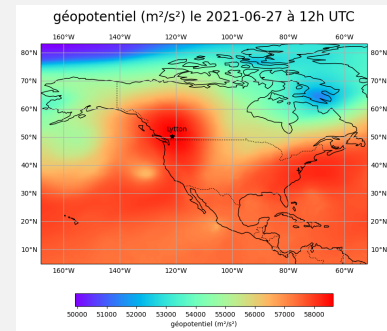 géopotentiel (m²/s²) le 2021-06-27 à 12h UTC
160°W 140°W 120°W 100°W 80°W 60°W
80°N 80°N
70°N 70°N
60°N 60°N
Lytton
50°N 50°N
40°N 40°N
30°N 30°N
20°N 20°N
10°N 10°N
160°W 140°W 120°W 100°W 80°W 60°W
50000 51000 52000 53000 54000 55000 56000 57000 58000
géopotentiel (m²/s²)